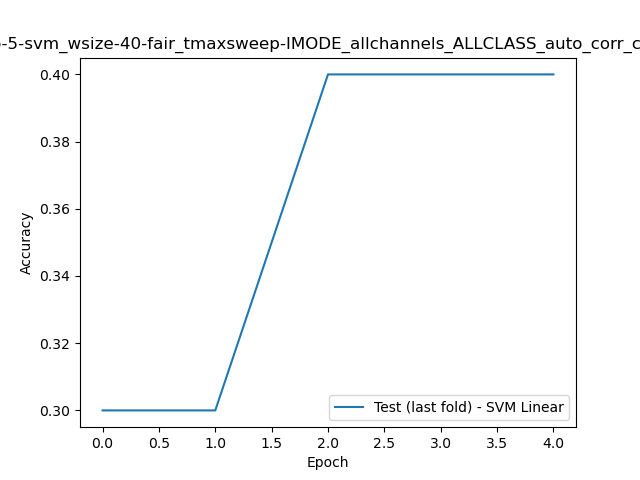 -5-svm_wsize-40-fair_tmaxsweep-IMODE_allchannels_ALLCLASS_auto_corr_c
0.40
0.38
0.36
0.34
0.32
0.30
Accuracy
Test (last fold) - SVM Linear
0.0 0.5 1.0 1.5 2.0 2.5 3.0 3.5 4.0
Epoch